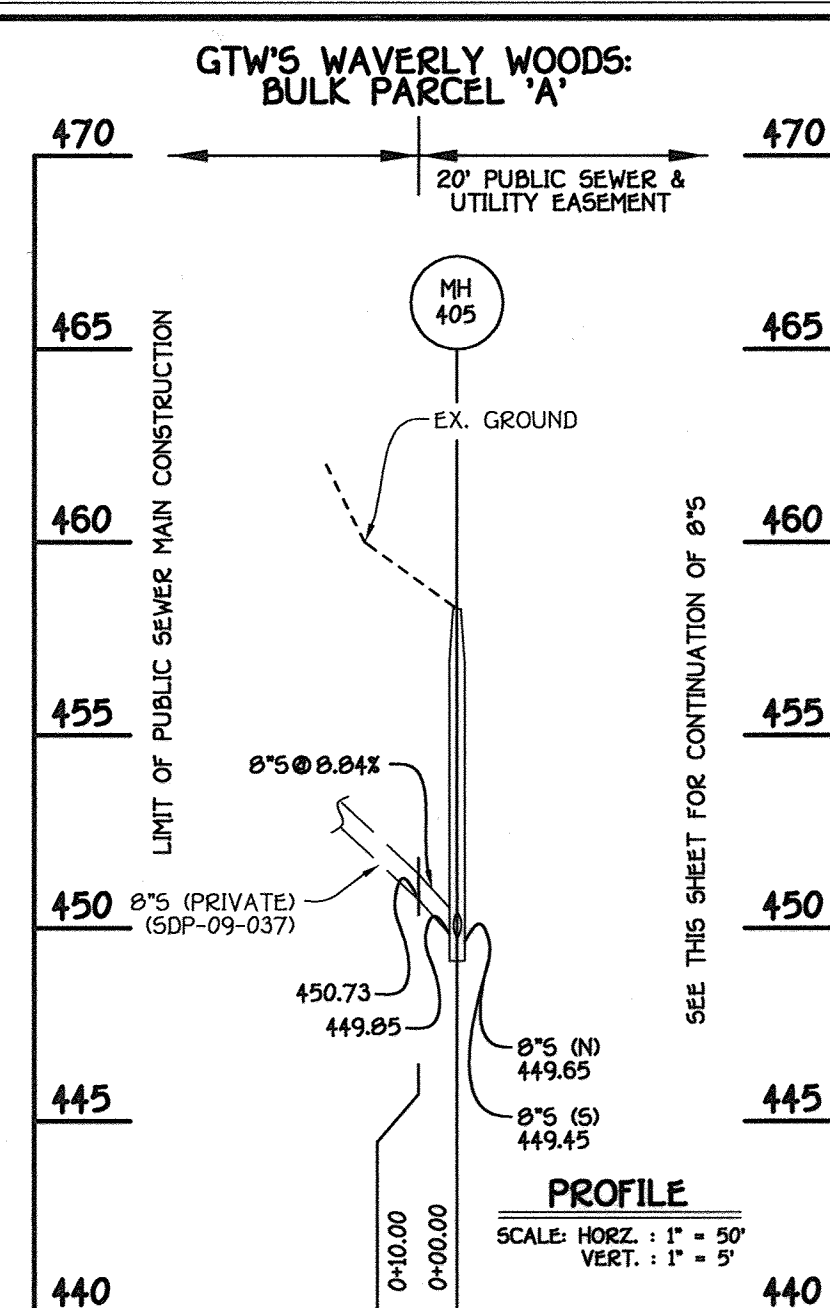 GTW'S WAVERLY WOODS:
BULK PARCEL 'A'
470
470
20' PUBLIC SEWER &
UTILITY EASEMENT
MH
405
465
465
LIMIT OF PUBLIC SEWER MAIN CONSTRUCTION
EX. GROUND
460
460
SEE THIS SHEET FOR CONTINUATION OF 8"S
455
455
8"S@8.84%
8"S (PRIVATE)
(SDP-09-037)
450
450
450.73
449.85
8"S (N)
449.65
8"S (S)
449.45
445
445
0+10.00
0+00.00
PROFILE
SCALE: HORZ. : 1" = 50'
VERT. : 1" = 5'
440
440